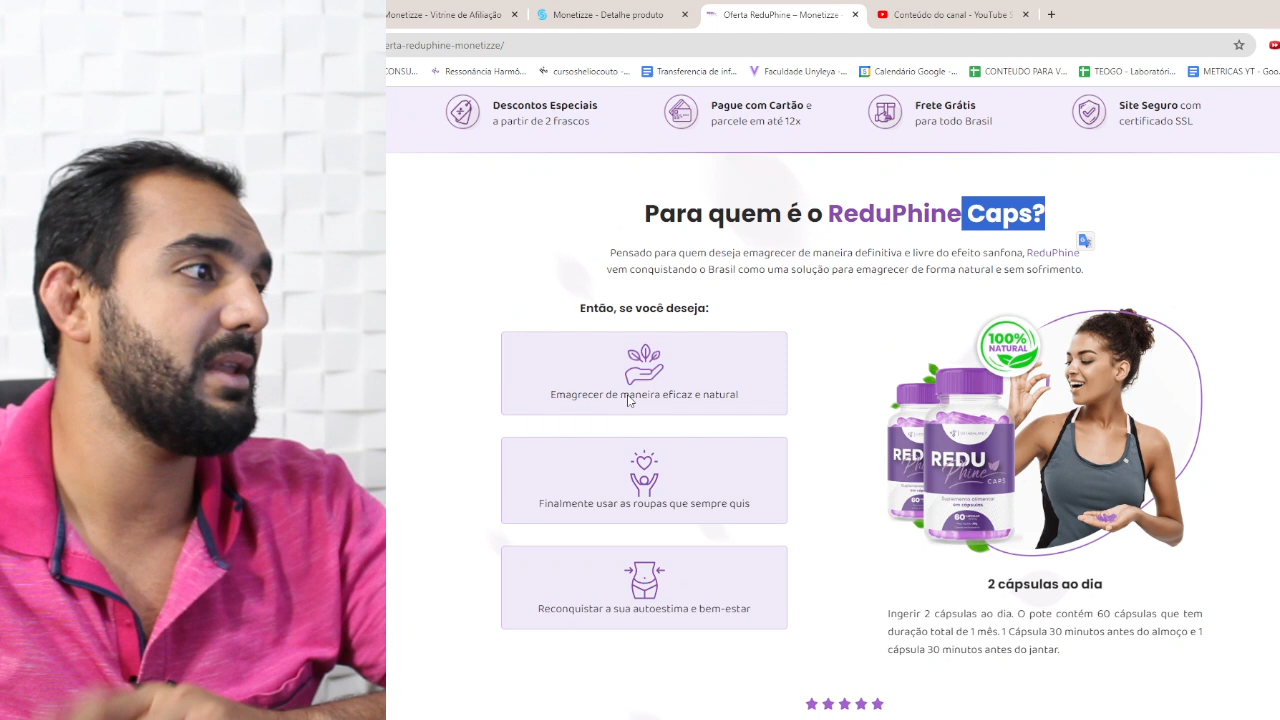 Monetizze - Vitrine de Afiliação
Monetizze - Detalhe produto
Oferta ReduPhine – Monetizze -
Conteúdo do canal - YouTube S
erta-reduphine-monetizze/
CONSU...
Ressonância Harmô...
cursosheliocouto -...
Transferencia de inf...
Faculdade Unyleya -...
Calendário Google -...
CONTEUDO PARA V...
TEOGO - Laboratóri...
METRICAS YT - Goo...
Descontos Especiais
a partir de 2 frascos
Pague com Cartão e
parcele em até 12x
Frete Grátis
para todo Brasil
Site Seguro com
certificado SSL
Para quem é o ReduPhine Caps?
Pensado para quem deseja emagrecer de maneira definitiva e livre do efeito sanfona, ReduPhine
vem conquistando o Brasil como uma solução para emagrecer de forma natural e sem sofrimento.
Então, se você deseja:
Emagrecer de maneira eficaz e natural
Finalmente usar as roupas que sempre quis
Reconquistar a sua autoestima e bem-estar
100%
NATURAL
REDU
Phine
CAPS
Suplemento alimentar
em cápsulas
60
2 cápsulas ao dia
Ingerir 2 cápsulas ao dia. O pote contém 60 cápsulas que tem
duração total de 1 mês. 1 Cápsula 30 minutos antes do almoço e 1
cápsula 30 minutos antes do jantar.